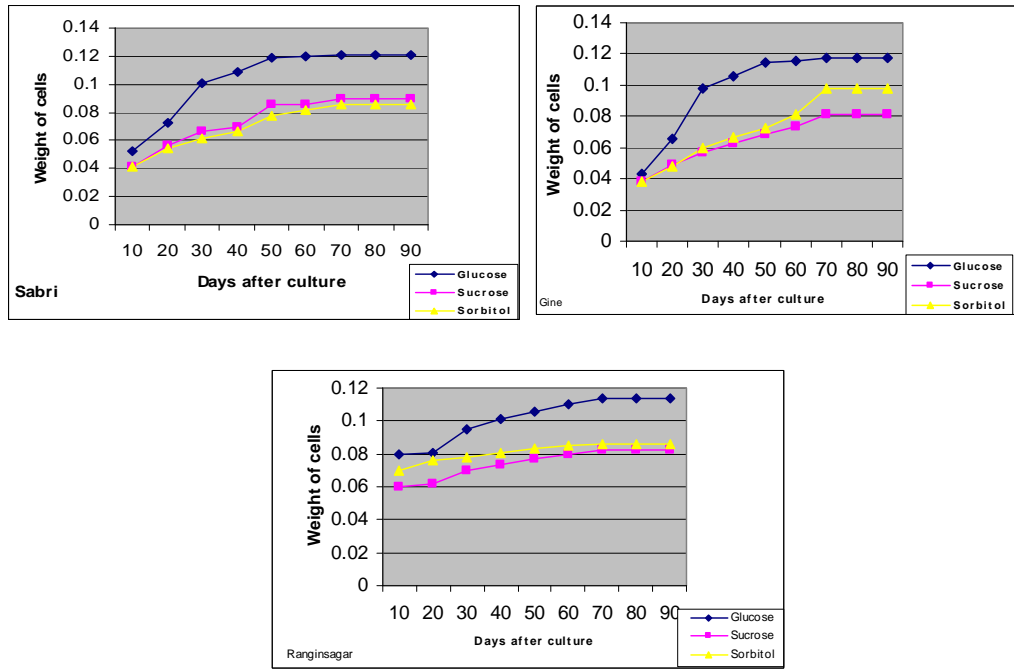 0.14
0.12
0.1
0.08
0.06
0.04
0.02
0
Weight of cells
10 20 30 40 50 60 70 80 90
Days after culture
Sabri
Glucose
Sucrose
Sorbitol
0.14
0.12
0.1
0.08
0.06
0.04
0.02
0
Weight of cells
10 20 30 40 50 60 70 80 90
Days after culture
Gine
Glucose
Sucrose
Sorbitol
0.12
0.1
0.08
0.06
0.04
0.02
0
Weight of cells
10 20 30 40 50 60 70 80 90
Days after culture
Ranginsagar
Glucose
Sucrose
Sorbitol